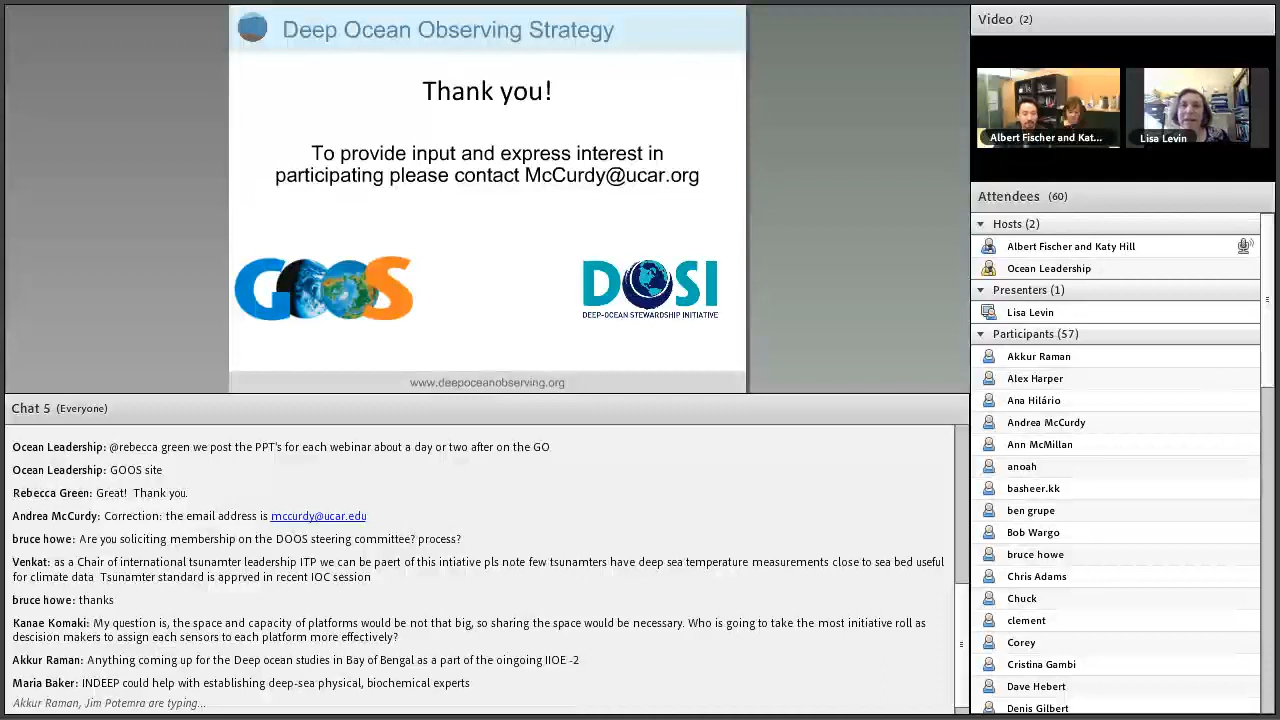 Deep Ocean Observing Strategy
Thank you!
To provide input and express interest in
participating please contact McCurdy@ucar.org
GOOS
DOSI
DEEP-OCEAN STEWARDSHIP INITIATIVE
www.deepoceanobserving.org
Video (2)
Albert Fischer and Kat...
Lisa Levin
Attendees (60)
Hosts (2)
Albert Fischer and Katy Hill
Ocean Leadership
Presenters (1)
Lisa Levin
Participants (57)
Akkur Raman
Alex Harper
Ana Hilário
Andrea McCurdy
Ann McMillan
anoah
basheer.kk
ben grupe
Bob Wargo
bruce howe
Chris Adams
Chuck
clement
Corey
Cristina Gambi
Dave Hebert
Denis Gilbert
Chat 5 (Everyone)
Ocean Leadership: @rebecca green we post the PPT's for each webinar about a day or two after on the GO
Ocean Leadership: GOOS site
Rebecca Green: Great! Thank you.
Andrea McCurdy: Correction: the email address is mccurdy@ucar.edu
bruce howe: Are you soliciting membership on the DOOS steering committee? process?
Venkat: as a Chair of international tsunamter leadership ITP we can be paert of this intiative pls note few tsunamters have deep sea temperature measurements close to sea bed useful
for climate data Tsunamter standard is apprved in recent IOC session
bruce howe: thanks
Kanae Komaki: My question is, the space and capacity of platforms would be not that big, so sharing the space would be necessary. Who is going to take the most initiative roll as
descision makers to assign each sensors to each platform more effectively?
Akkur Raman: Anything coming up for the Deep ocean studies in Bay of Bengal as a part of the oingoing IIOE -2
Maria Baker: INDEEP could help with establishing deep-sea physical, biochemical experts
Akkur Raman, Jim Potemra are typing...